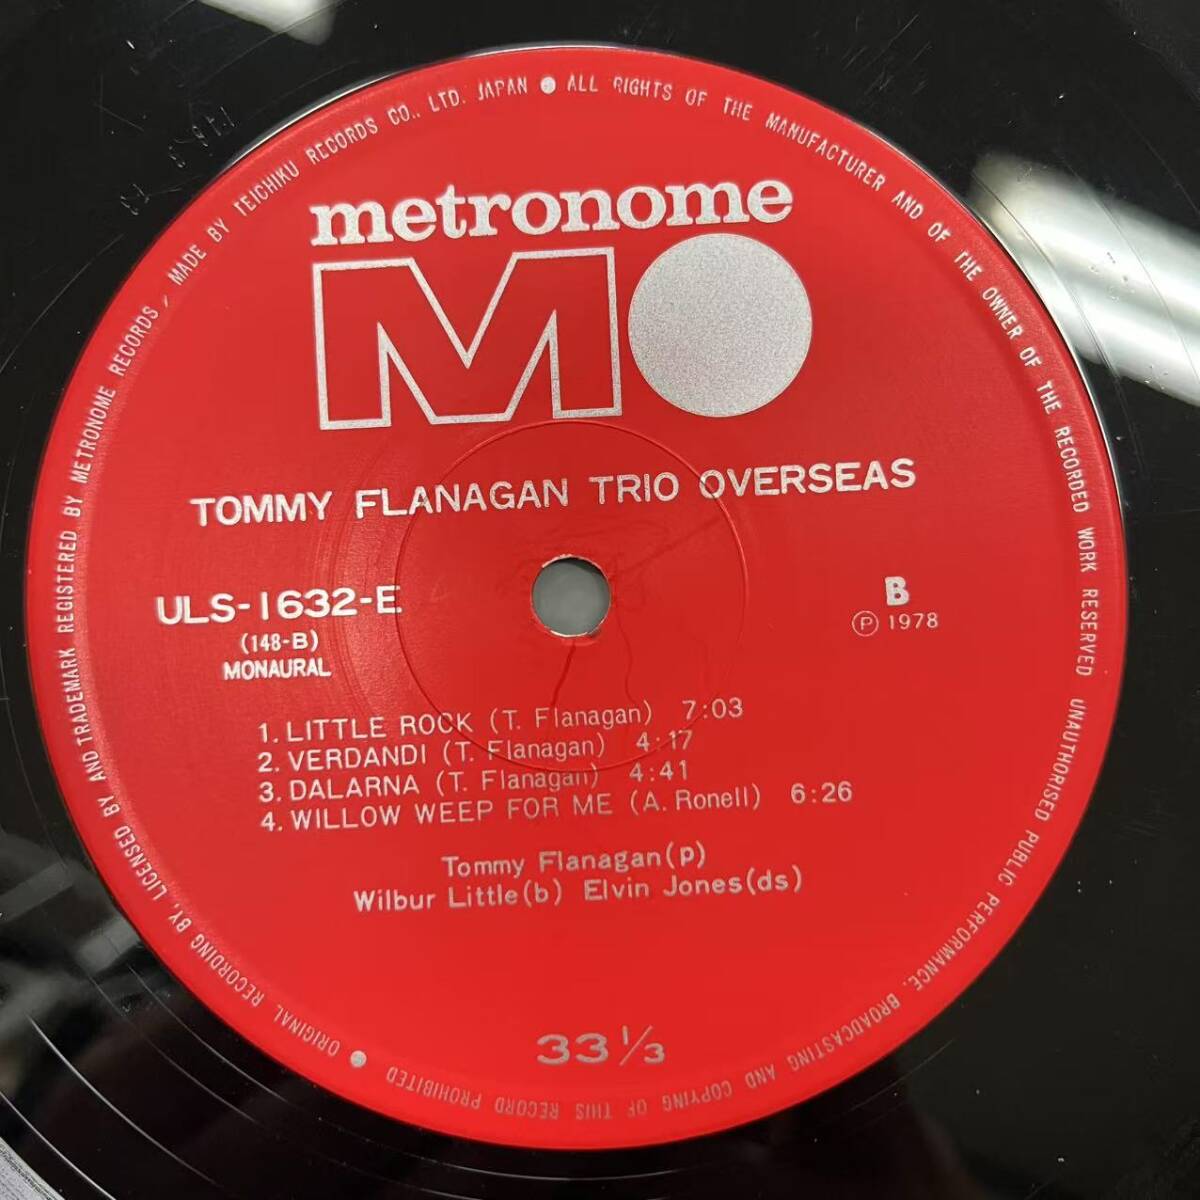 metronome
MO
TOMMY FLANAGAN TRIO OVERSEAS
ULS-1632-E
(148-B)
MONAURAL
B
Ⓟ 1978
1. LITTLE ROCK (T. Flanagan) 7:03
2. VERDANDI (T. Flanagan) 4:17
3. DALARNA (T. Flanagan) 4:41
4. WILLOW WEEP FOR ME (A. Ronell) 6:26
Tommy Flanagan(p)
Wilbur Little(b) Elvin Jones(ds)
33 1/3
● ORIGINAL RECORDING BY, LICENSED BY AND TRADEMARK REGISTERED BY METRONOME RECORDS, MADE BY TEICHIKU RECORDS CO., LTD. JAPAN ● ALL RIGHTS OF THE MANUFACTURER AND OF THE OWNER OF THE RECORDED WORK RESERVED UNAUTHORISED PUBLIC PERFORMANCE, BROADCASTING AND COPYING OF THIS RECORD PROHIBITED